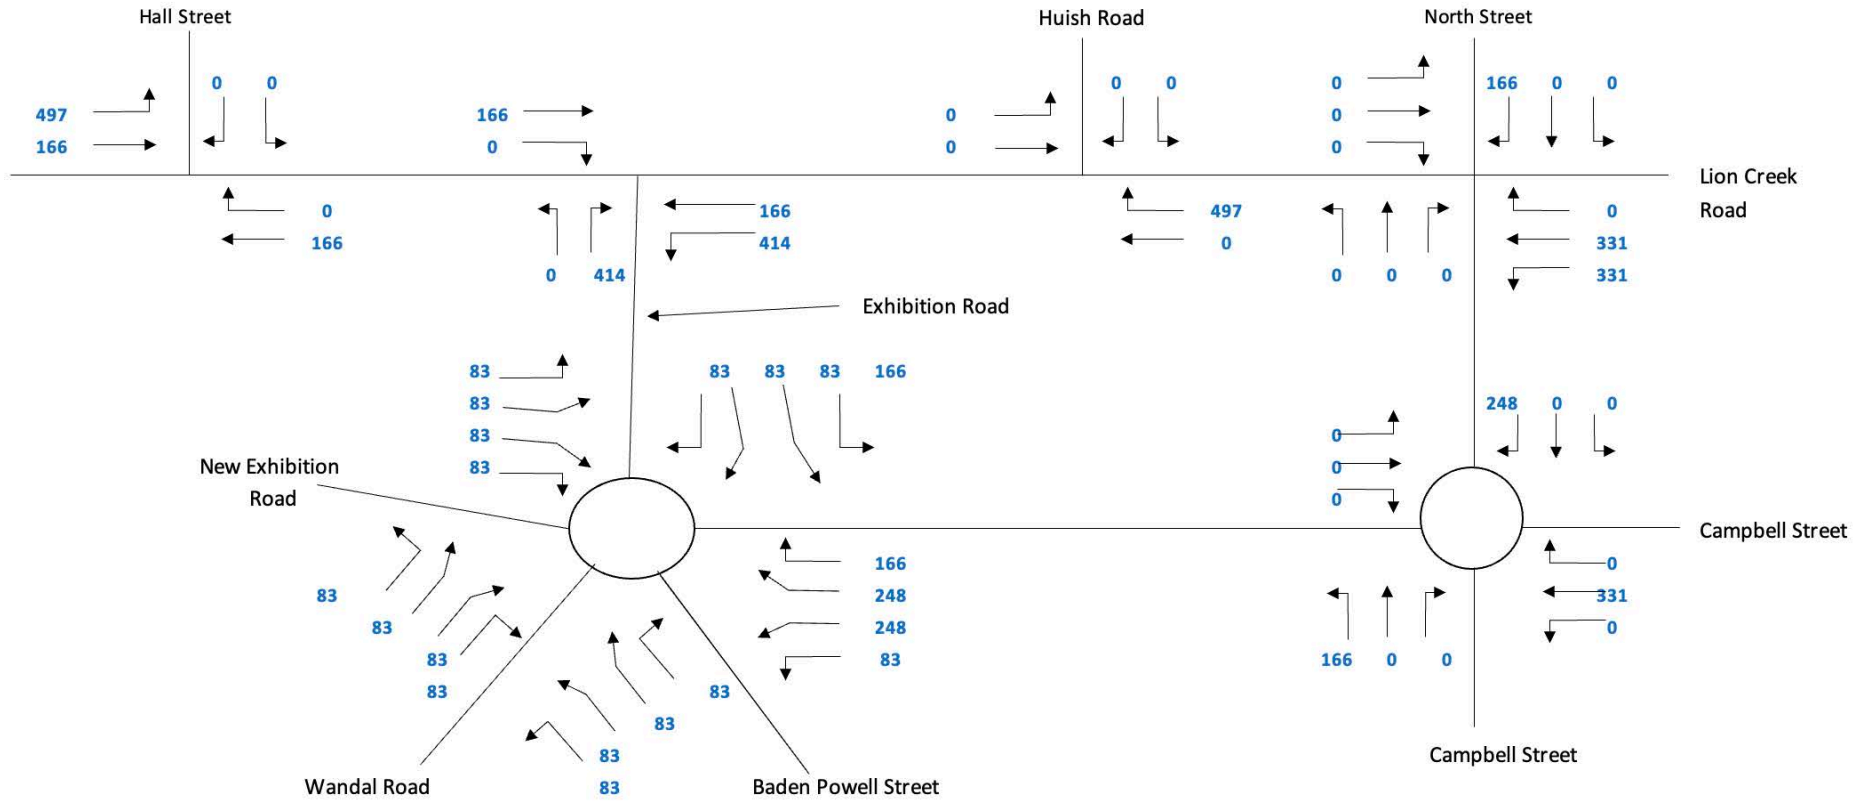 Hall Street Huish Road North Street
0 0 0 0 0 166 0 0
497 166 0 0
166 0 0 0
Lion Creek
Road
0 166 497 0
166 414 0 331
0 414 0 0 0 331
Exhibition Road
83 83 83 83 166
83 248 0 0
83 0
83 0
0
New Exhibition
Road
Campbell Street
166 0
83 248 331
83 248 0
83 83 166 0 0
83 83
83
83
83
Campbell Street
Wandal Road Baden Powell Street